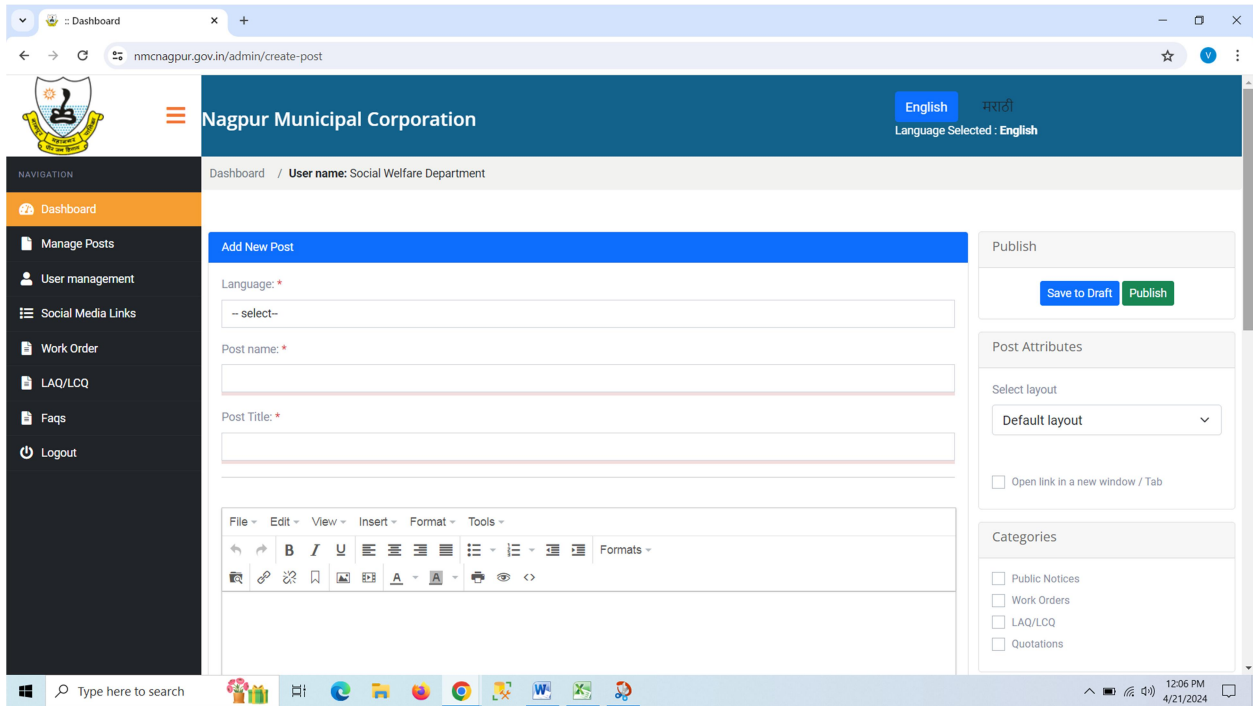 :: Dashboard
nmcnagpur.gov.in/admin/create-post
V
Nagpur Municipal Corporation
English मराठी
Language Selected : English
NAVIGATION
Dashboard / User name: Social Welfare Department
Dashboard
Manage Posts
User management
Social Media Links
Work Order
LAQ/LCQ
Faqs
Logout
Add New Post
Language: *
-- select--
Post name: *
Post Title: *
File Edit View Insert Format Tools
B I U Formats
A A
Publish
Save to Draft Publish
Post Attributes
Select layout
Default layout
Open link in a new window / Tab
Categories
Public Notices
Work Orders
LAQ/LCQ
Quotations
Type here to search
12:06 PM
4/21/2024